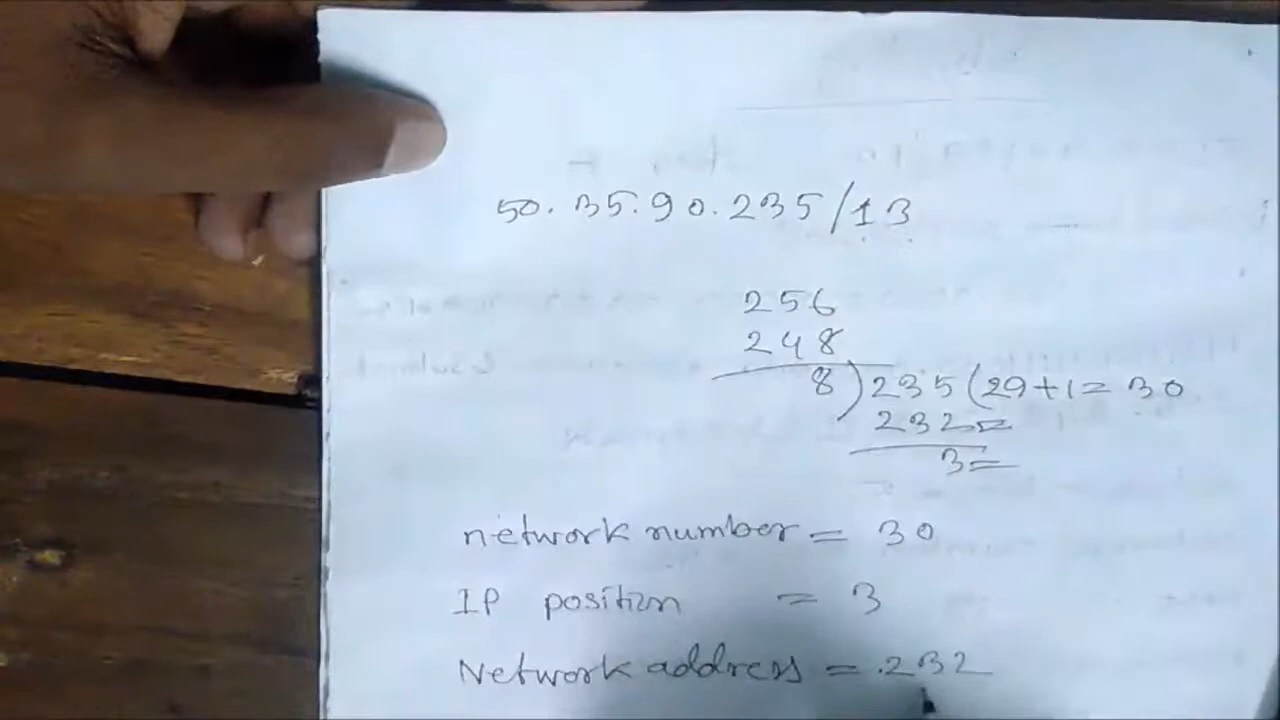 50.35.90.235/13
256
248
8)235(29+1=30
232=
3=
network number = 30
IP position = 3
Network address = .232